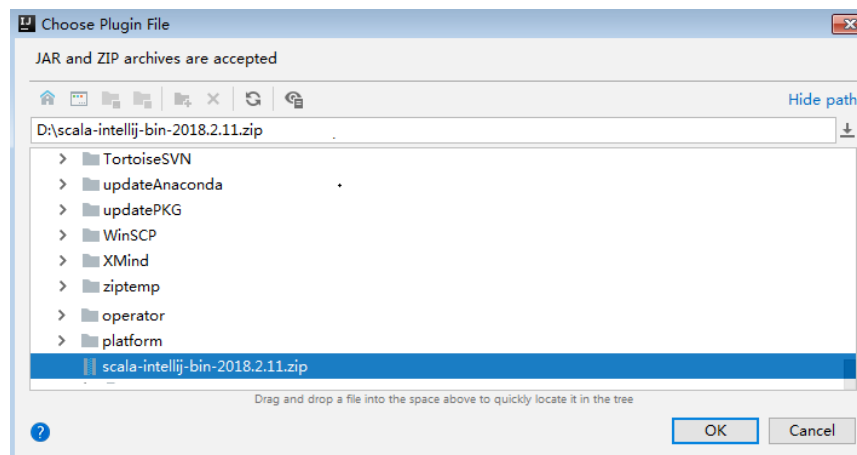 Choose Plugin File
JAR and ZIP archives are accepted
Hide path
D:\scala-intellij-bin-2018.2.11.zip
TortoiseSVN
updateAnaconda
updatePKG
WinSCP
XMind
ziptemp
operator
platform
scala-intellij-bin-2018.2.11.zip
Drag and drop a file into the space above to quickly locate it in the tree
? OK Cancel